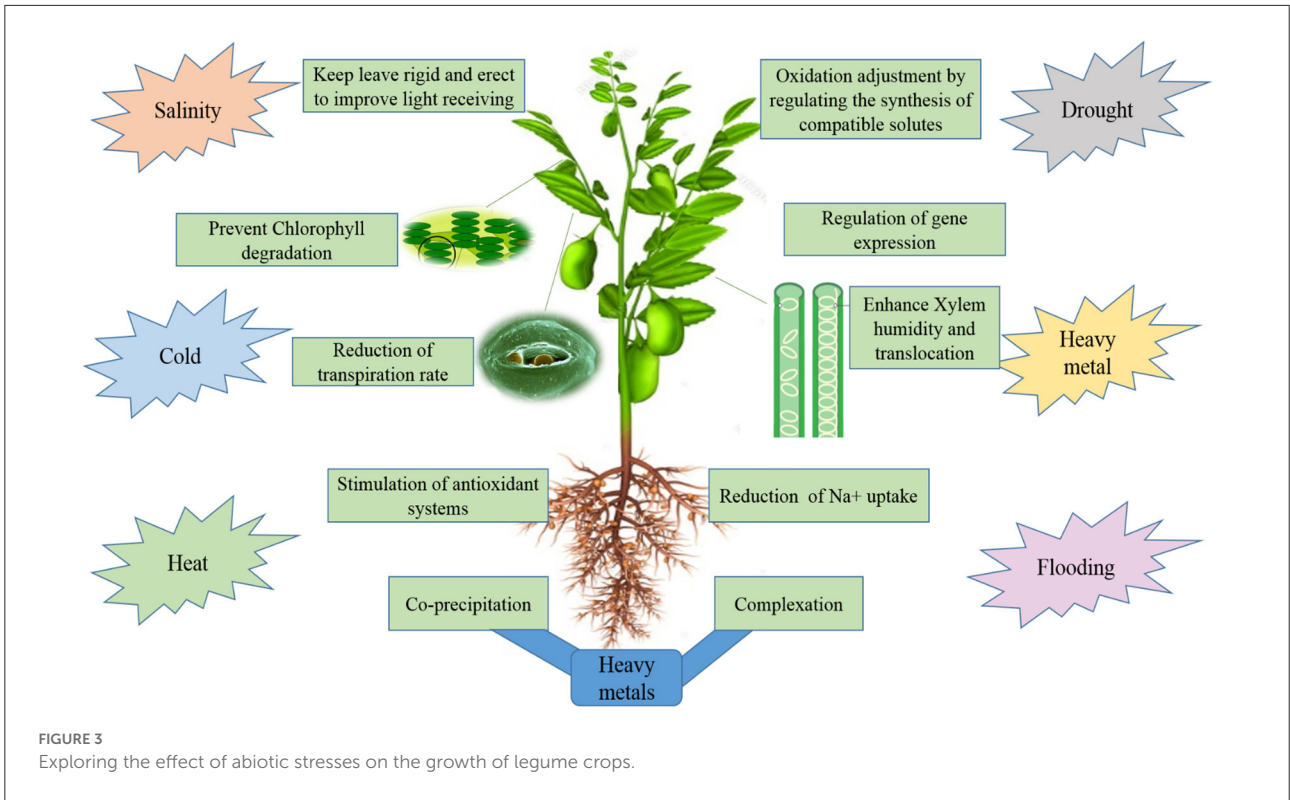 Salinity
Keep leave rigid and erect
to improve light receiving
Oxidation adjustment by
regulating the synthesis of
compatible solutes
Drought
Prevent Chlorophyll
degradation
Regulation of gene
expression
Cold
Reduction of
transpiration rate
Enhance Xylem
humidity and
translocation
Heavy
metal
Stimulation of antioxidant
systems
Reduction of Na+ uptake
Heat
Flooding
Co-precipitation
Complexation
Heavy
metals
FIGURE 3
Exploring the effect of abiotic stresses on the growth of legume crops.